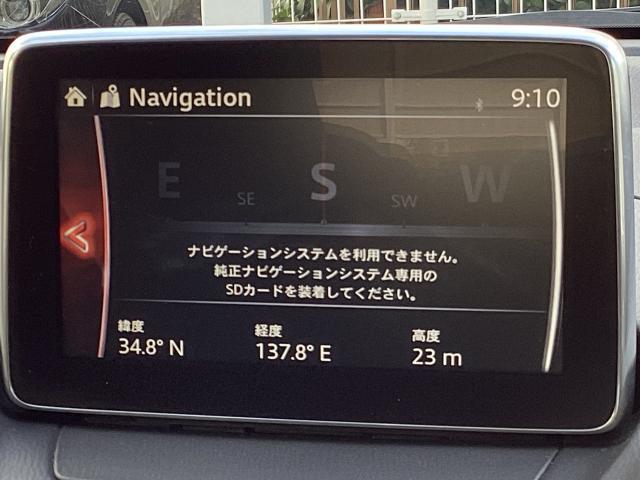 Navigation
9:10
E
SE
S
SW
W
ナビゲーションシステムを利用できません。
純正ナビゲーションシステム専用の
SDカードを装着してください。
緯度
経度
高度
34.8° N
137.8° E
23 m